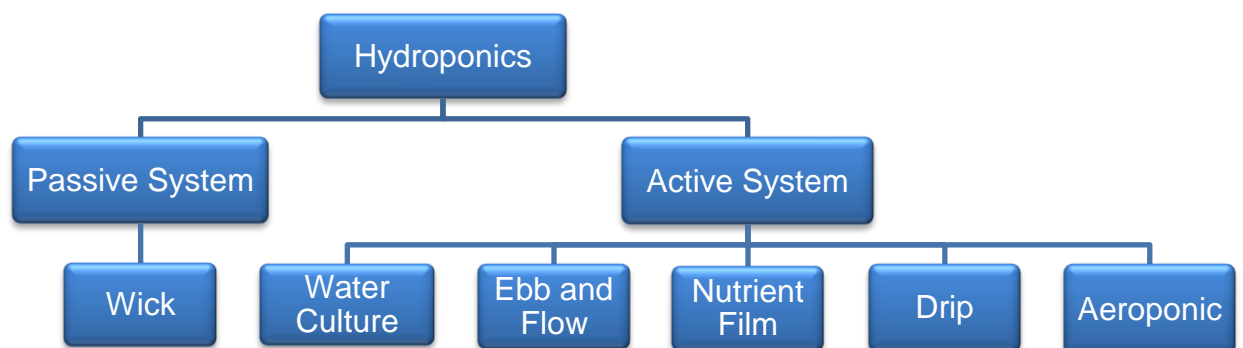 Hydroponics
Passive System
Active System
Wick
Water
Culture
Ebb and
Flow
Nutrient
Film
Drip
Aeroponic